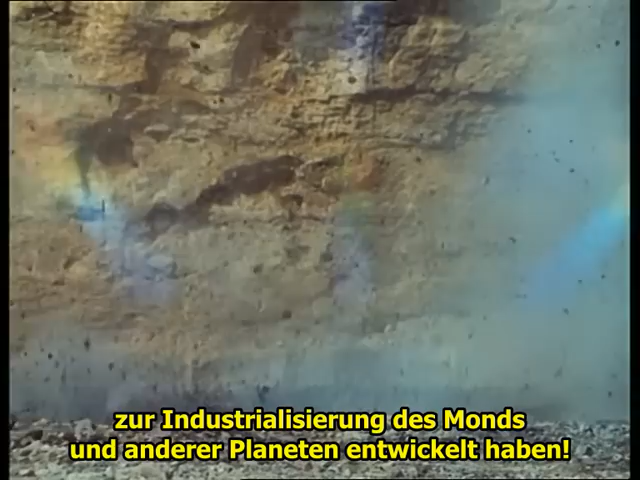 zur Industrialisierung des Monds
und anderer Planeten entwickelt haben!